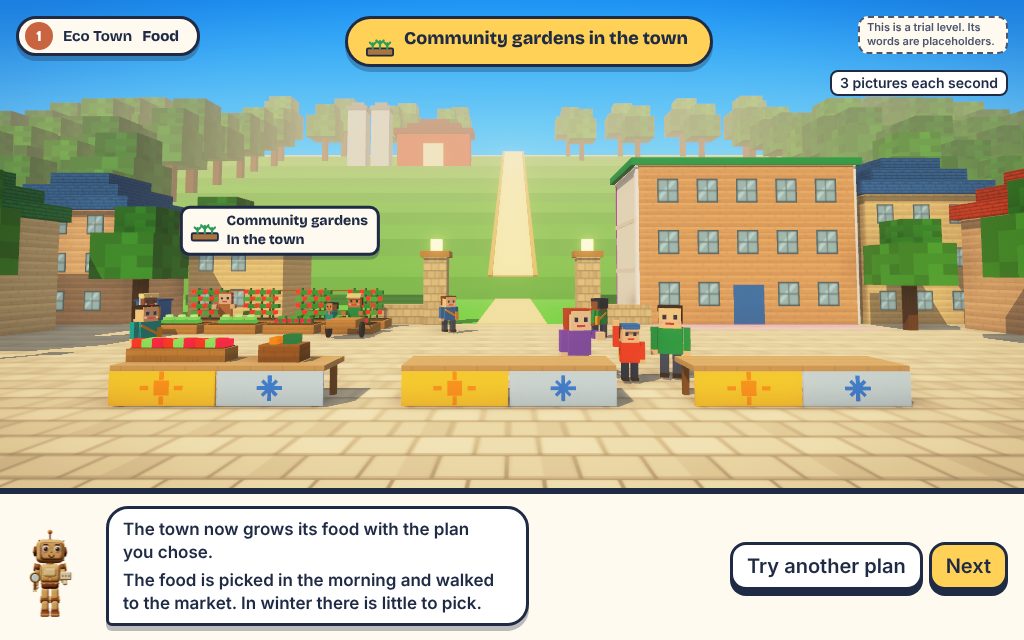 1 Eco Town Food
Community gardens in the town
This is a trial level. Its
words are placeholders.
3 pictures each second
Community gardens
In the town
The town now grows its food with the plan
you chose.
The food is picked in the morning and walked
to the market. In winter there is little to pick.
Try another plan
Next